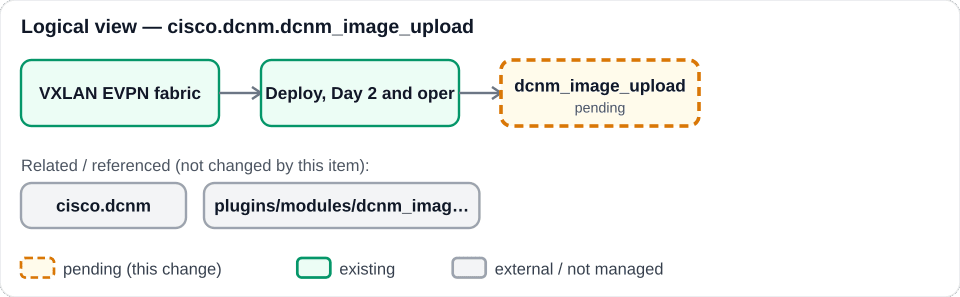 Logical view — cisco.dcnm.dcnm_image_upload
VXLAN EVPN fabric
Deploy, Day 2 and oper
dcnm_image_upload
pending
Related / referenced (not changed by this item):
cisco.dcnm
plugins/modules/dcnm_imag…
pending (this change)
existing
external / not managed